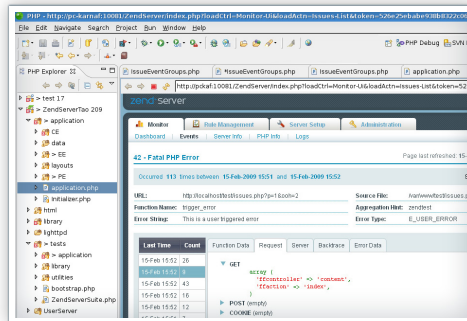 PHP - http://pc-karnaf:10081/ZendServer/Index.php?loadCtrl=Monitor-Ui&loadActn=Issues-List&token=526e25ebabe938b8322c0
File Edit Navigate Search Project Run Window Help
PHP Debug SVN
PHP Explorer
IssueEventGroups.php *IssueEventGroups.php IssueEventGroups.php application.php
http://pckaf:10081/ZendServer/Index.php?loadCtrl=Monitor-Ui&loadActn=Issues-List&token=52
> test 17
> ZendServerTao 209
> application
CE
data
> EE
layouts
> PE
application.php
initializer.php
html
library
lighttpd
> tests
> application
library
utilities
bootstrap.php
ZendServerSuite.php
UserServer
zend server
Monitor Rule Management Server Setup Administration
Dashboard Events Server Info PHP Info Logs
42 - Fatal PHP Error
Page last refreshed: 15-
Occurred 113 times between 15-Feb-2009 15:51 and 15-Feb-2009 15:52
URL: http://localhost/test/issues.php?p=1&ooh=2
Source File: /var/www/test/issues.p
Function Name: trigger_error
Aggregation Hint: zendtest
Error String: This is a user triggered error
Error Type: E_USER_ERROR
Last Time Count Function Data Request Server Backtrace Error Data
15-Feb 15:52 26
15-Feb 15:52 9
15-Feb 15:52 43
15-Feb 15:52 16
15-Feb 15:52 12
GET
array (
'ffcontroller' => 'content',
'ffaction' => 'index',
)
POST (empty)
COOKIE (empty)